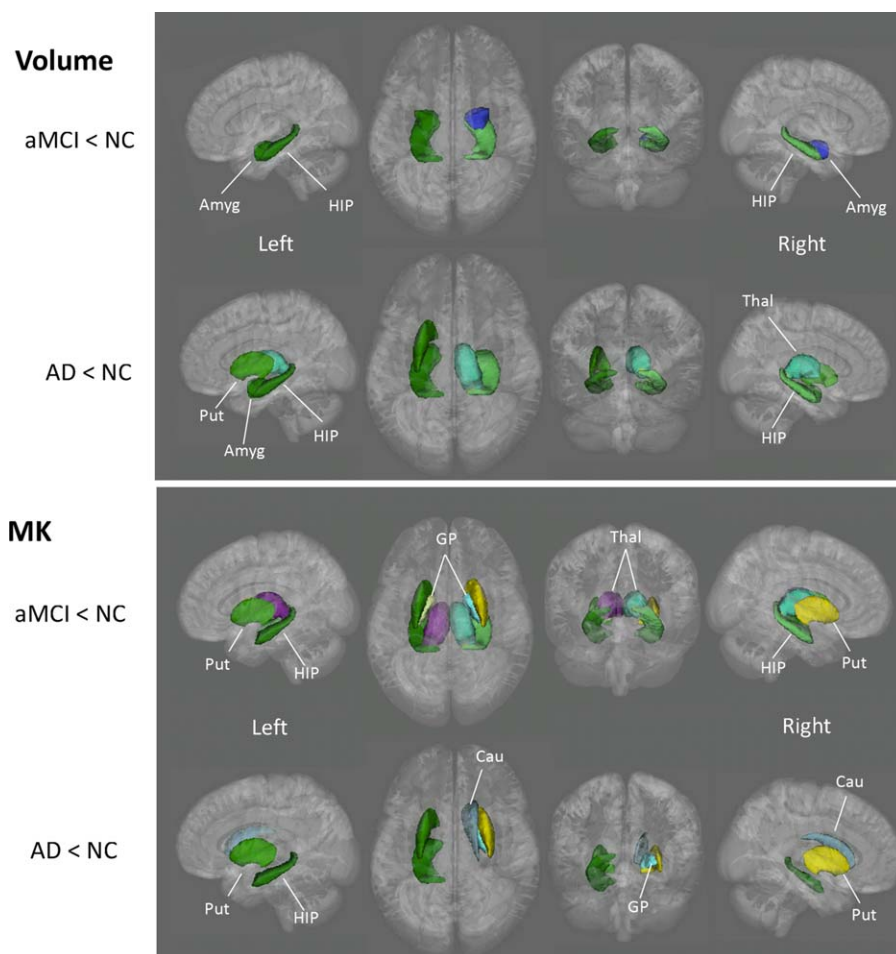 Volume
aMCI < NC
Amyg
HIP
HIP
Amyg
Left
Right
AD < NC
Put
Amyg
HIP
Thal
HIP
MK
aMCI < NC
GP
Thal
Put
HIP
HIP
Put
Left
Right
AD < NC
Cau
Cau
Put
HIP
GP
Put